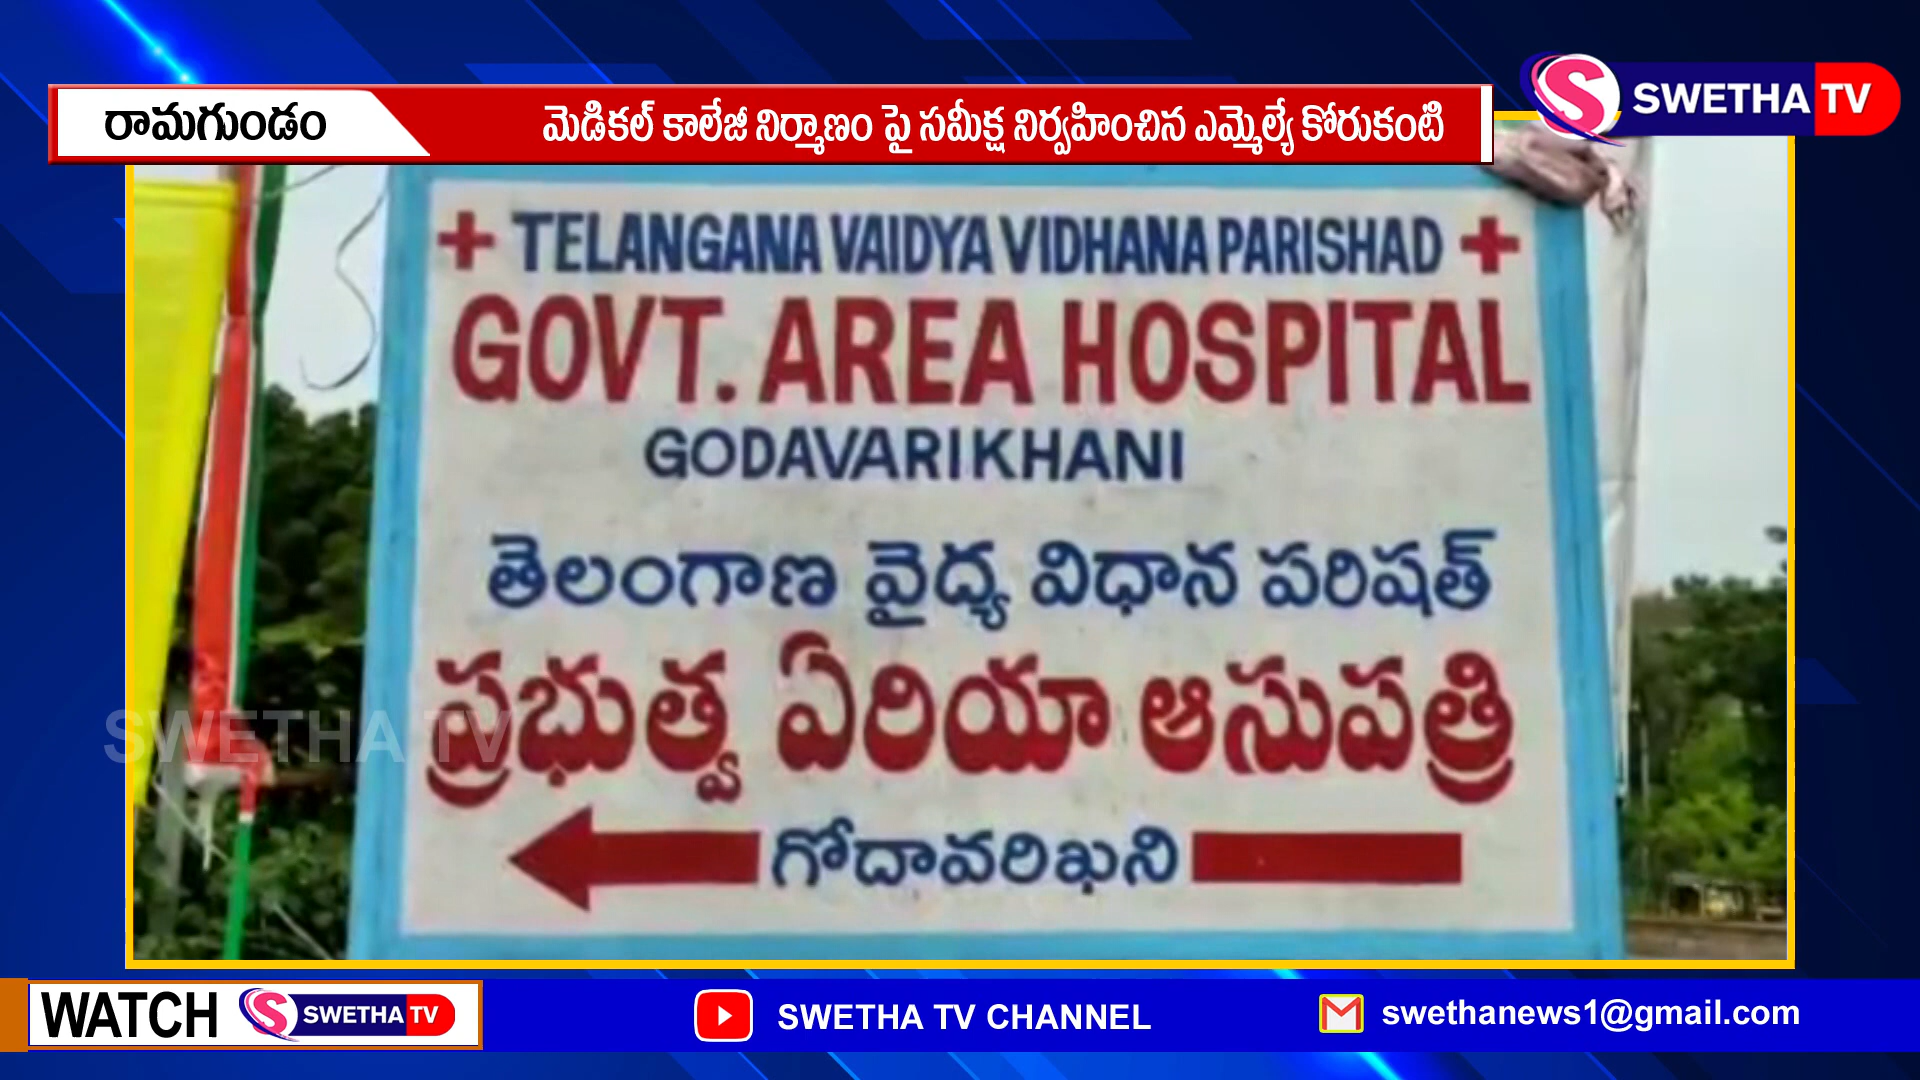 రామగుండం
మెడికల్ కాలేజీ నిర్మాణం పై సమీక్ష నిర్వహించిన ఎమ్మెల్యే కోరుకంటి
S SWETHA TV
+ TELANGANA VAIDYA VIDHANA PARISHAD +
GOVT. AREA HOSPITAL
GODAVARIKHANI
తెలంగాణ వైద్య విధాన పరిషత్
ప్రభుత్వ ఏరియా ఆసుపత్రి
గోదావరిఖని
SWETHA TV
WATCH S SWETHA TV
SWETHA TV CHANNEL
swethanews1@gmail.com